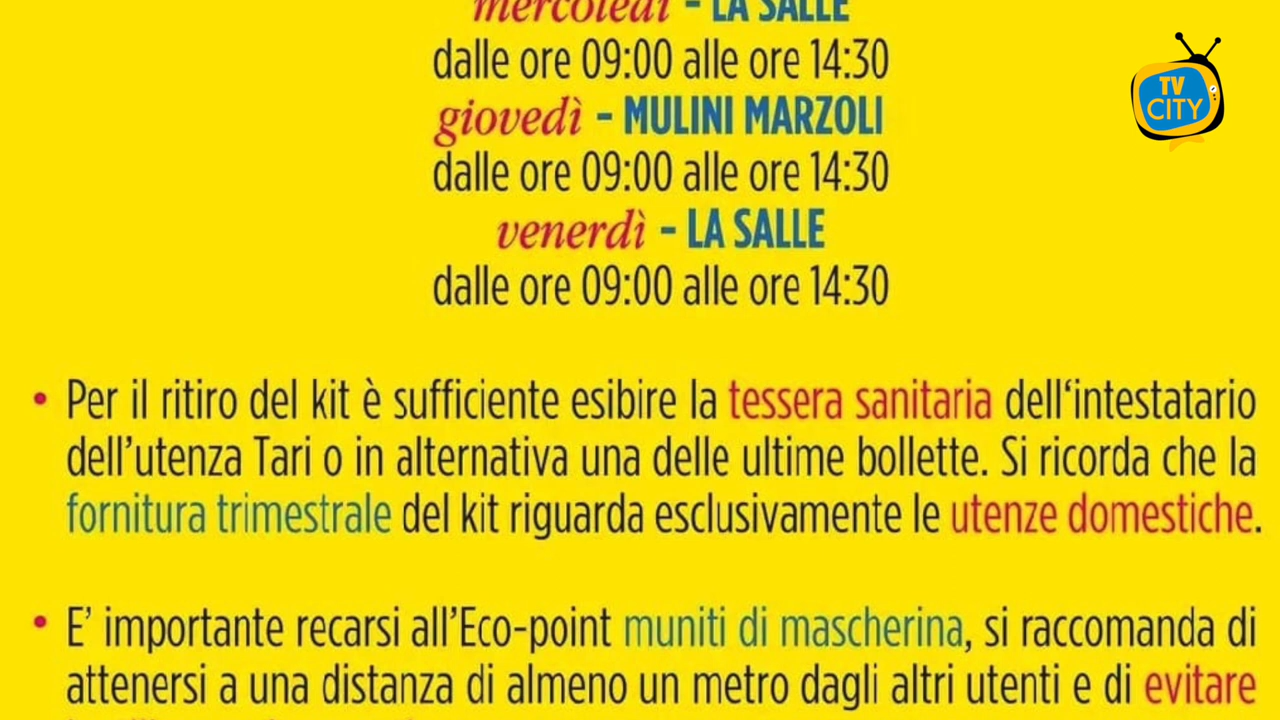 mercoledì - LA SALLE
dalle ore 09:00 alle ore 14:30
giovedì - MULINI MARZOLI
dalle ore 09:00 alle ore 14:30
venerdì - LA SALLE
dalle ore 09:00 alle ore 14:30
• Per il ritiro del kit è sufficiente esibire la tessera sanitaria dell‘intestatario
dell’utenza Tari o in alternativa una delle ultime bollette. Si ricorda che la
fornitura trimestrale del kit riguarda esclusivamente le utenze domestiche.
• E’ importante recarsi all’Eco-point muniti di mascherina, si raccomanda di
attenersi a una distanza di almeno un metro dagli altri utenti e di evitare
TV
CITY